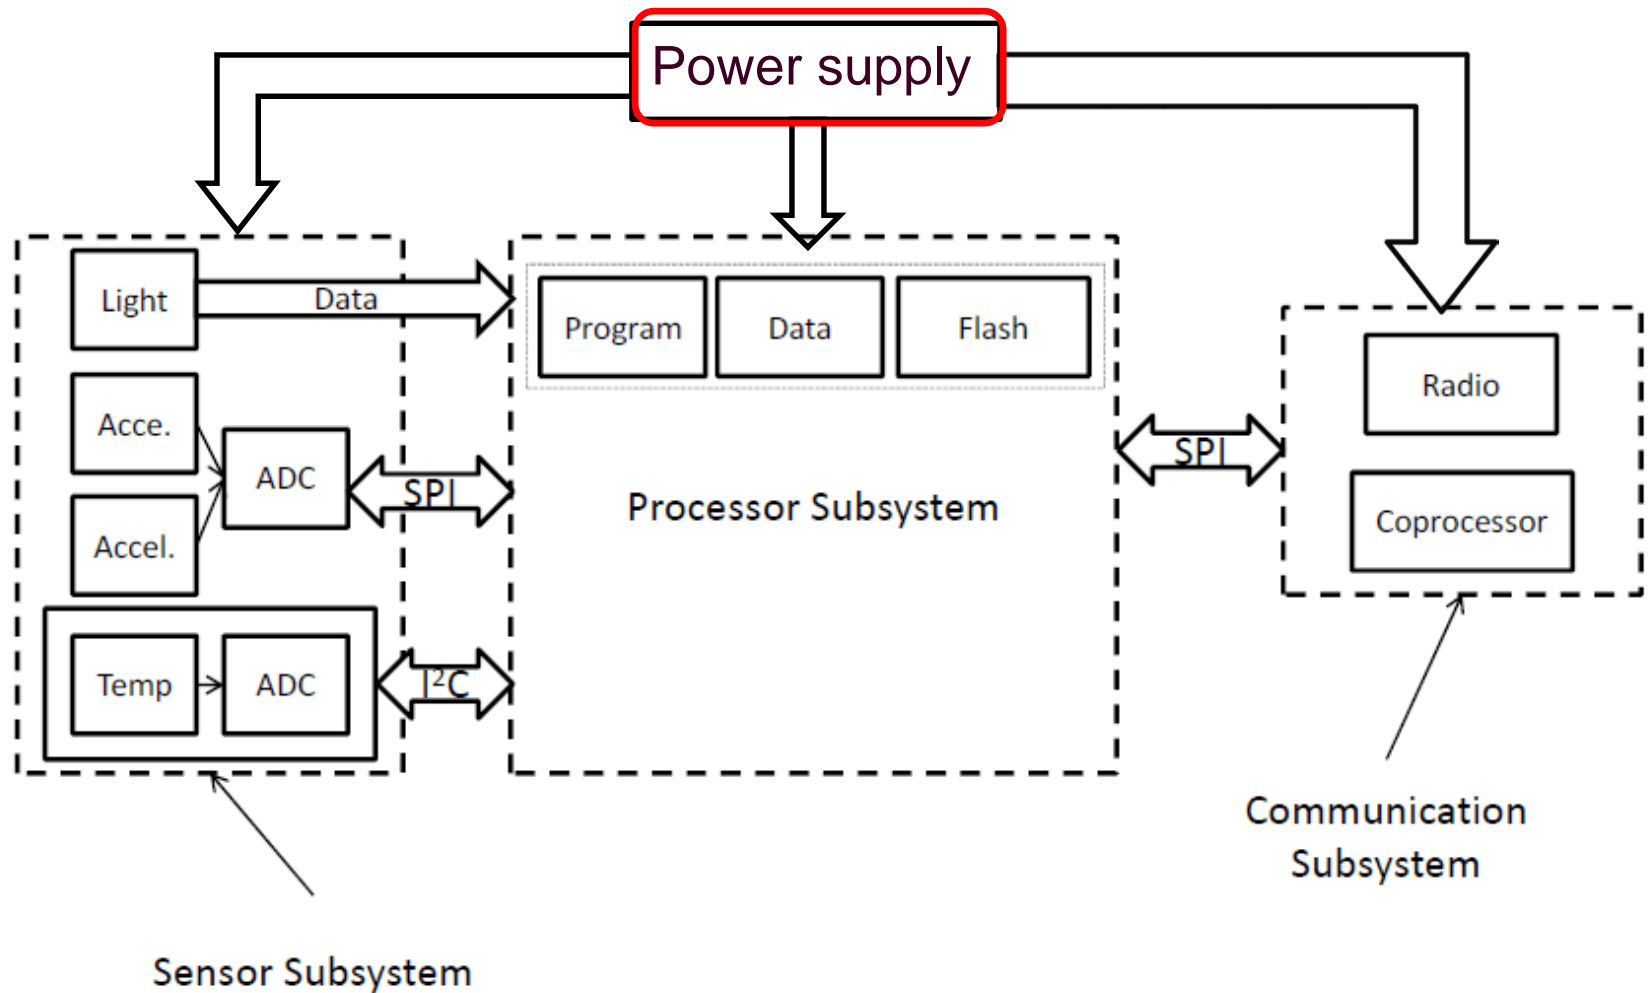 Power supply
Light
Data
Program
Data
Flash
Radio
Acce.
ADC
SPI
SPI
Processor Subsystem
Coprocessor
Accel.
Temp
ADC
I²C
Communication
Subsystem
Sensor Subsystem